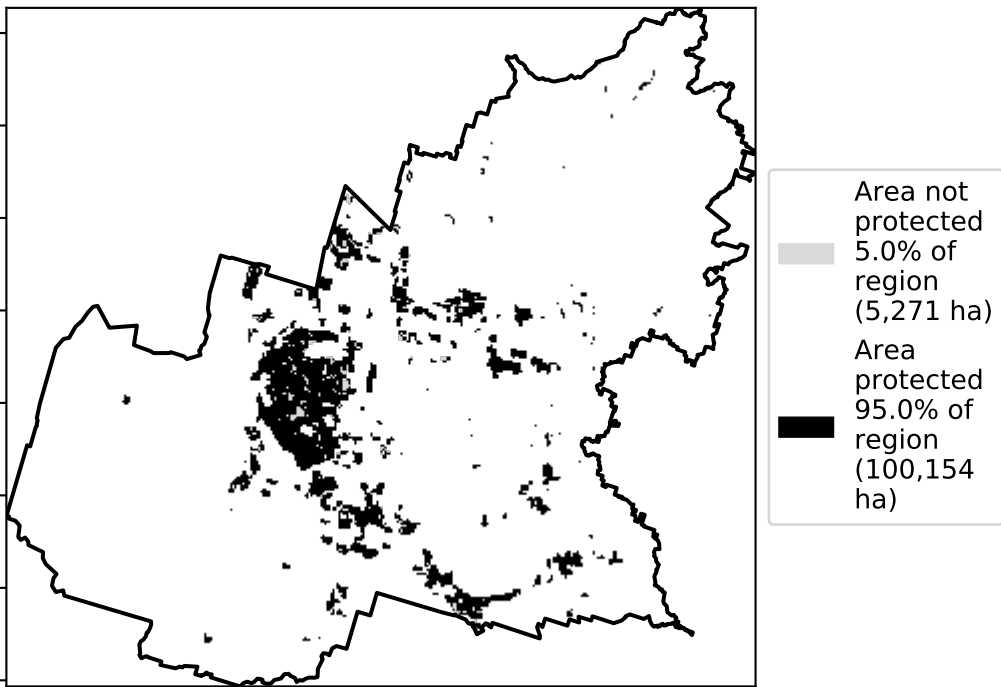 Area not
protected
5.0% of
region
(5,271 ha)
Area
protected
95.0% of
region
(100,154
ha)